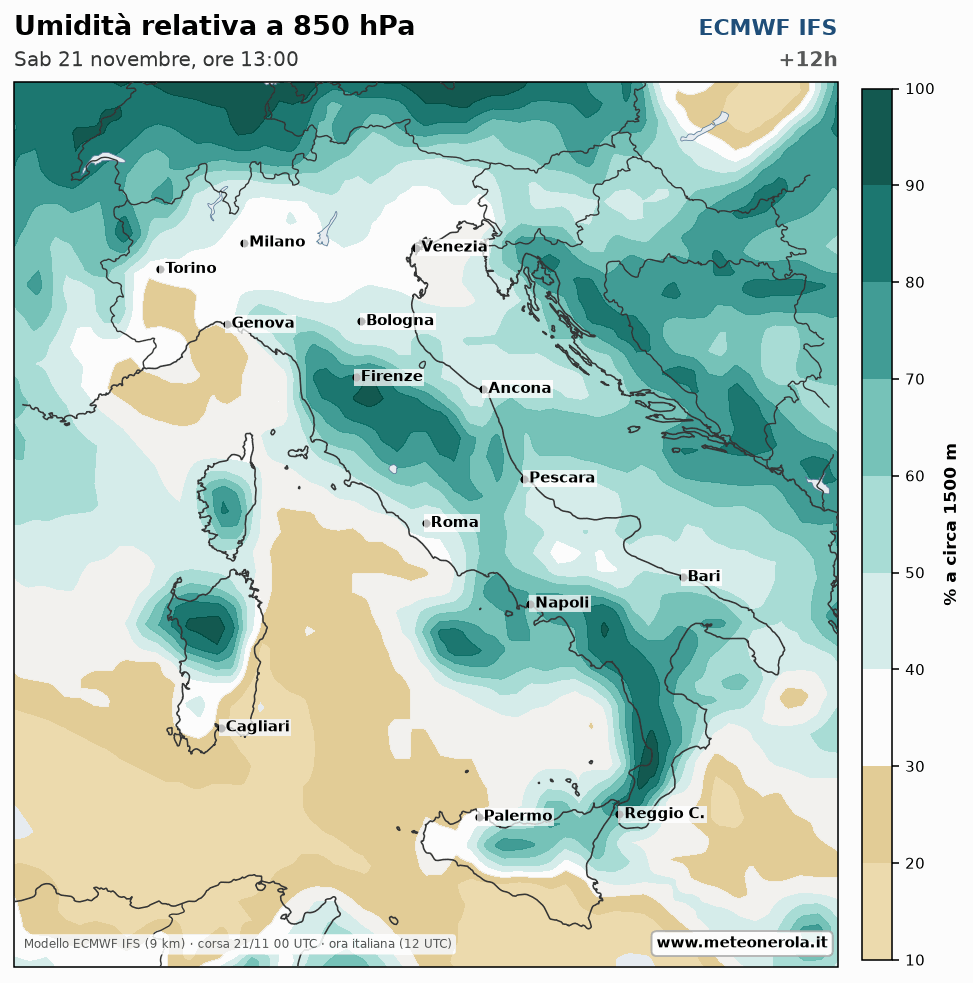 Umidità relativa a 850 hPa
ECMWF IFS
Sab 21 novembre, ore 13:00
+12h
100
90
80
70
60
50
40
30
20
10
% a circa 1500 m
Milano
Venezia
Torino
Genova
Bologna
Firenze
Ancona
Pescara
Roma
Bari
Napoli
Cagliari
Palermo
Reggio C.
Modello ECMWF IFS (9 km) · corsa 21/11 00 UTC · ora italiana (12 UTC)
www.meteonerola.it